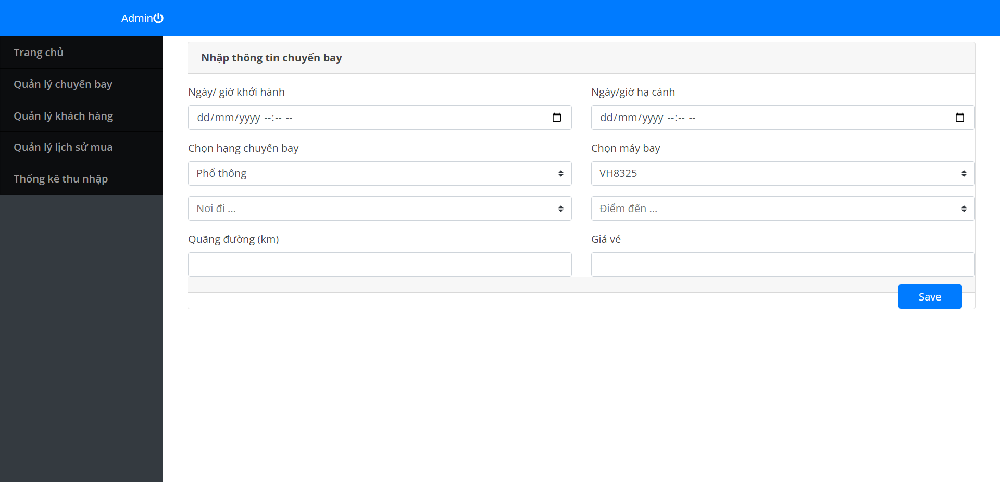 Admin
Trang chủ
Quản lý chuyến bay
Quản lý khách hàng
Quản lý lịch sử mua
Thống kê thu nhập
Nhập thông tin chuyến bay
Ngày/ giờ khởi hành
Ngày/giờ hạ cánh
dd/mm/yyyy --:-- --
dd/mm/yyyy --:-- --
Chọn hạng chuyến bay
Chọn máy bay
Phổ thông
VH8325
Nơi đi ...
Điểm đến ...
Quãng đường (km)
Giá vé
Save